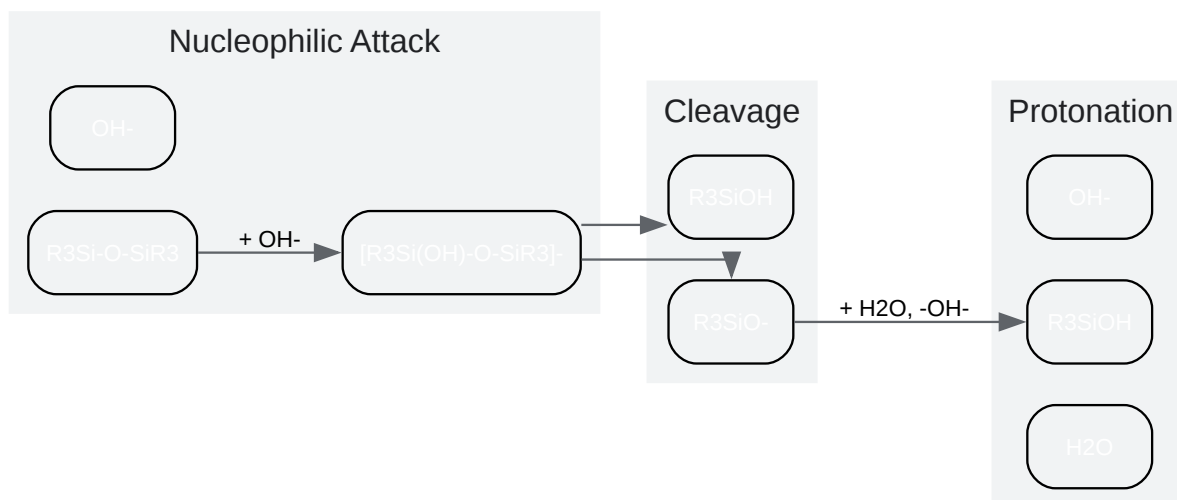 Nucleophilic Attack
OH-
R3Si-O-SiR3
+ OH-
[R3Si(OH)-O-SiR3]-
Cleavage
R3SiOH
R3SiO-
+ H2O, -OH-
Protonation
OH-
R3SiOH
H2O